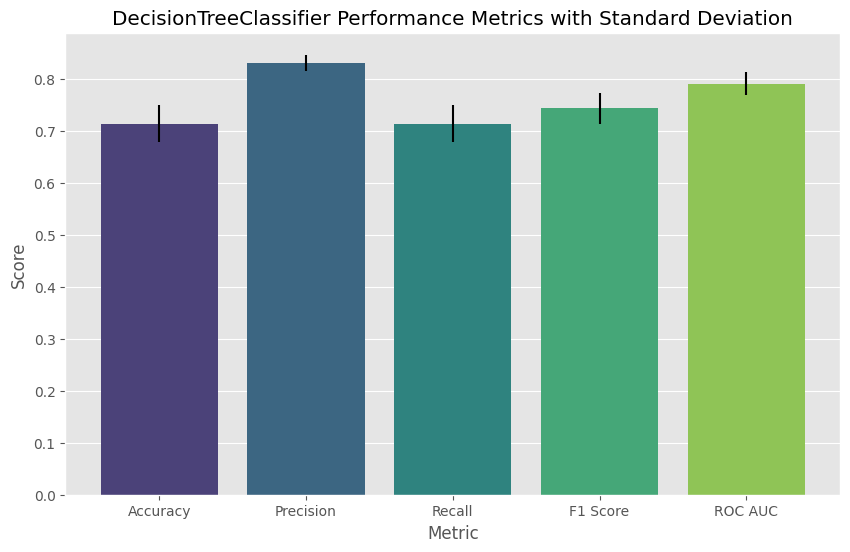 DecisionTreeClassifier Performance Metrics with Standard Deviation
Score
0.8
0.7
0.6
0.5
0.4
0.3
0.2
0.1
0.0
Accuracy Precision Recall F1 Score ROC AUC
Metric